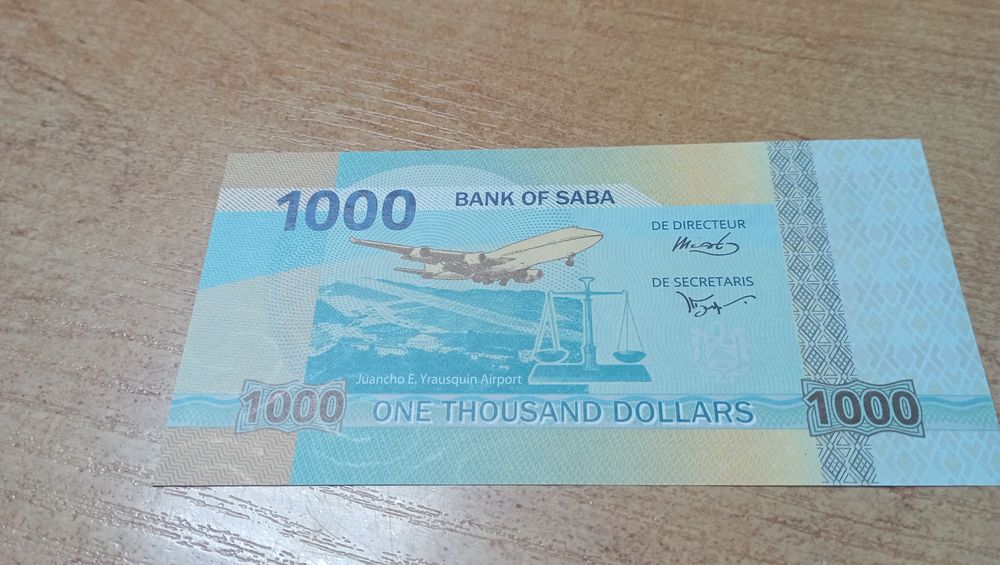 1000
BANK OF SABA
DE DIRECTEUR
DE SECRETARIS
Juancho E. Yrausquin Airport
1000
ONE THOUSAND DOLLARS
1000